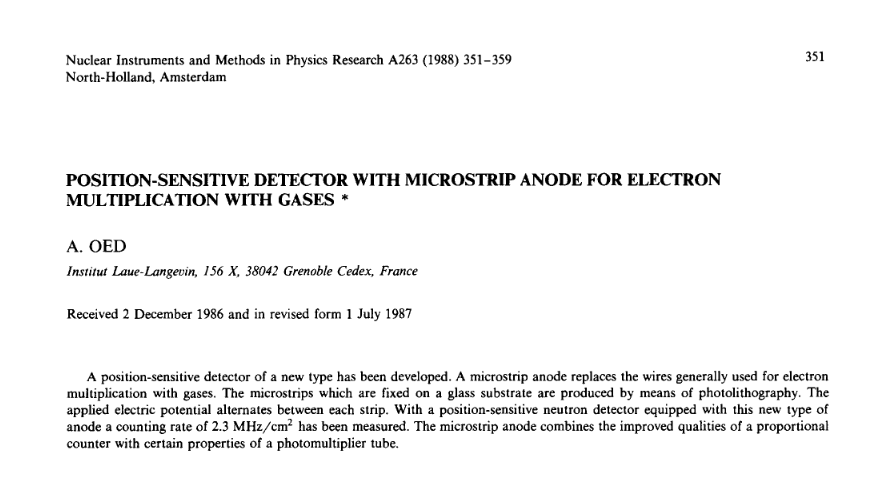 Nuclear Instruments and Methods in Physics Research A263 (1988) 351-359
351
North-Holland, Amsterdam
POSITION-SENSITIVE DETECTOR WITH MICROSTRIP ANODE FOR ELECTRON
MULTIPLICATION WITH GASES *
A. OED
Institut Laue-Langevin, 156 X, 38042 Grenoble Cedex, France
Received 2 December 1986 and in revised form 1 July 1987
A position-sensitive detector of a new type has been developed. A microstrip anode replaces the wires generally used for electron
multiplication with gases. The microstrips which are fixed on a glass substrate are produced by means of photolithography. The
applied electric potential alternates between each strip. With a position-sensitive neutron detector equipped with this new type of
anode a counting rate of 2.3 MHz/cm² has been measured. The microstrip anode combines the improved qualities of a proportional
counter with certain properties of a photomultiplier tube.